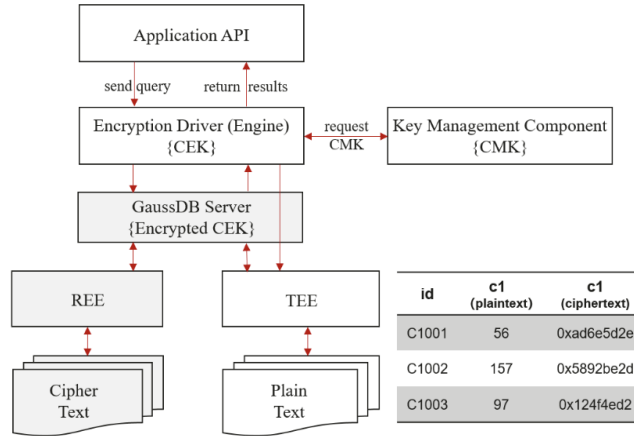 Application API
send query
return results
Encryption Driver (Engine)
{CEK}
request
CMK
Key Management Component
{CMK}
GaussDB Server
{Encrypted CEK}
REE
TEE
Cipher
Text
Plain
Text
id c1 c1
(plaintext) (ciphertext)
C1001 56 0xad6e5d2e
C1002 157 0x5892be2d
C1003 97 0x124f4ed2